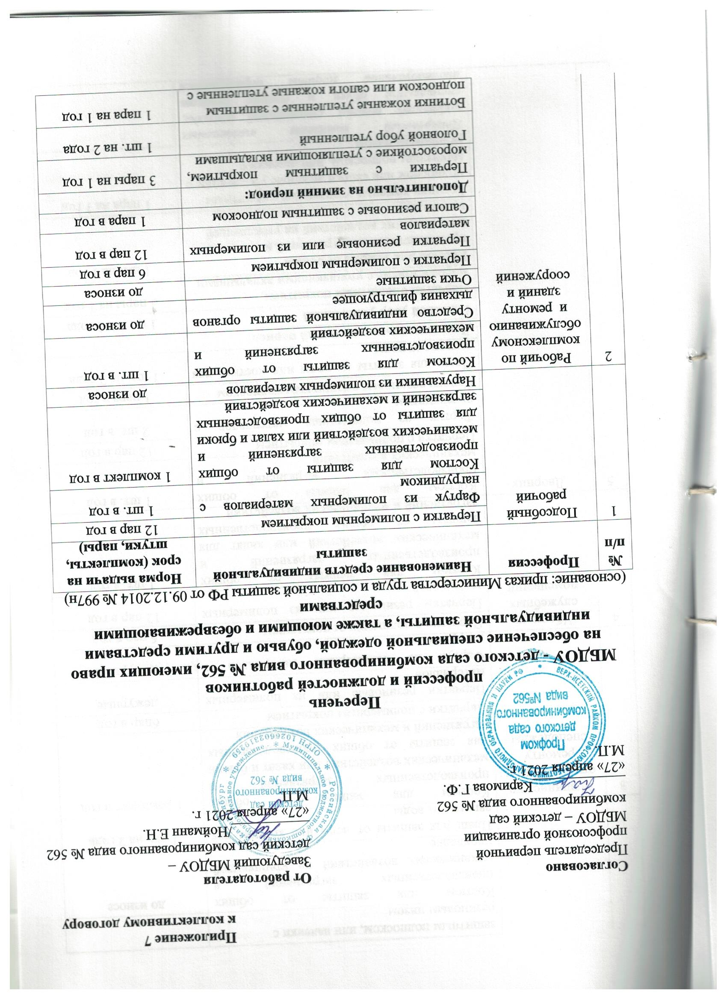 Приложение 7
к коллективному договору
Согласовано
Председатель первичной
профсоюзной организации
МБДОУ – детский сад
комбинированного вида № 562
Каримова Г.Ф.
«27» апреля 2021 г.
М.П.
От работодателя
Заведующий МБДОУ –
детский сад комбинированного вида № 562
/Нойманн Е.Н.
«27» апреля 2021 г.
М.П.
Профком
детского сада
комбинированного
вида №562
ВЕРХ-ИСЕТСКИЙ РАЙКОМ ПРОФСОЮЗА РАБОТНИКОВ НАРОДНОГО ОБРАЗОВАНИЯ И НАУКИ РФ
детский сад
комбинированного
вида № 562
ОГРН 1026602319259
Муниципальное бюджетное дошкольное образовательное учреждение
Перечень
профессий и должностей работников
МБДОУ - детского сада комбинированного вида № 562, имеющих право
на обеспечение специальной одеждой, обувью и другими средствами
индивидуальной защиты, а также моющими и обезвреживающими
средствами
(основание: приказ Министерства труда и социальной защиты РФ от 09.12.2014 № 997н)
№
п/п
Профессия
Наименование средств индивидуальной
защиты
Норма выдачи на
срок (комплекты,
штуки, пары)
1
Подсобный
рабочий
Перчатки с полимерным покрытием
12 пар в год
Фартук из полимерных материалов с
нагрудником
1 шт. в год
Костюм для защиты от общих
производственных загрязнений и
механических воздействий или халат и брюки
для защиты от общих производственных
загрязнений и механических воздействий
1 комплект в год
Нарукавники из полимерных материалов
до износа
2
Рабочий по
комплексному
обслуживанию
и ремонту
зданий и
сооружений
Костюм для защиты от общих
производственных загрязнений и
механических воздействий
1 шт. в год
Средство индивидуальной защиты органов
дыхания фильтрующее
до износа
Очки защитные
до износа
Перчатки с полимерным покрытием
6 пар в год
Перчатки резиновые или из полимерных
материалов
12 пар в год
Сапоги резиновые с защитным подноском
1 пара в год
Дополнительно на зимний период:
Перчатки с защитным покрытием,
морозостойкие с утепляющими вкладышами
3 пары на 1 год
Головной убор утепленный
1 шт. на 2 года
Ботинки кожаные утепленные с защитным
подноском или сапоги кожаные утепленные с
1 пара на 1 год